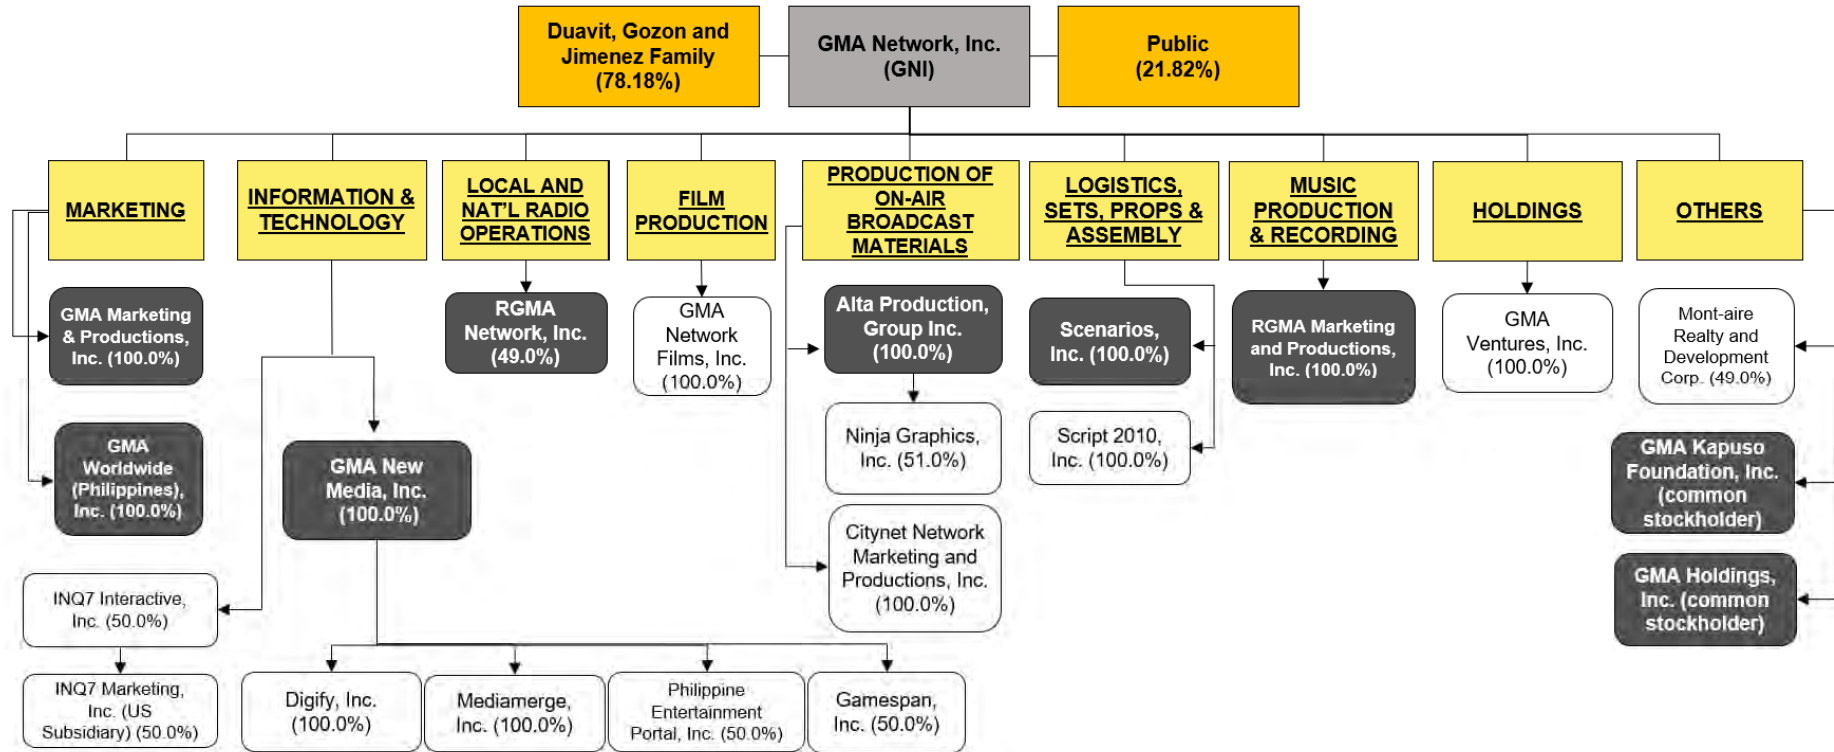 Duavit, Gozon and
Jimenez Family
(78.18%)
GMA Network, Inc.
(GNI)
Public
(21.82%)
MARKETING
INFORMATION &
TECHNOLOGY
LOCAL AND
NAT'L RADIO
OPERATIONS
FILM
PRODUCTION
PRODUCTION OF
ON-AIR
BROADCAST
MATERIALS
LOGISTICS,
SETS, PROPS &
ASSEMBLY
MUSIC
PRODUCTION
& RECORDING
HOLDINGS
OTHERS
GMA Marketing
& Productions,
Inc. (100.0%)
RGMA
Network, Inc.
(49.0%)
GMA
Network
Films, Inc.
(100.0%)
Alta Production,
Group Inc.
(100.0%)
Scenarios,
Inc. (100.0%)
RGMA Marketing
and Productions,
Inc. (100.0%)
GMA
Ventures, Inc.
(100.0%)
Mont-aire
Realty and
Development
Corp. (49.0%)
GMA
Worldwide
(Philippines),
Inc. (100.0%)
GMA New
Media, Inc.
(100.0%)
Ninja Graphics,
Inc. (51.0%)
Script 2010,
Inc. (100.0%)
GMA Kapuso
Foundation, Inc.
(common
stockholder)
Citynet Network
Marketing and
Productions, Inc.
(100.0%)
GMA Holdings,
Inc. (common
stockholder)
INQ7 Interactive,
Inc. (50.0%)
INQ7 Marketing,
Inc. (US
Subsidiary) (50.0%)
Digify, Inc.
(100.0%)
Mediamerge,
Inc. (100.0%)
Philippine
Entertainment
Portal, Inc. (50.0%)
Gamespan,
Inc. (50.0%)